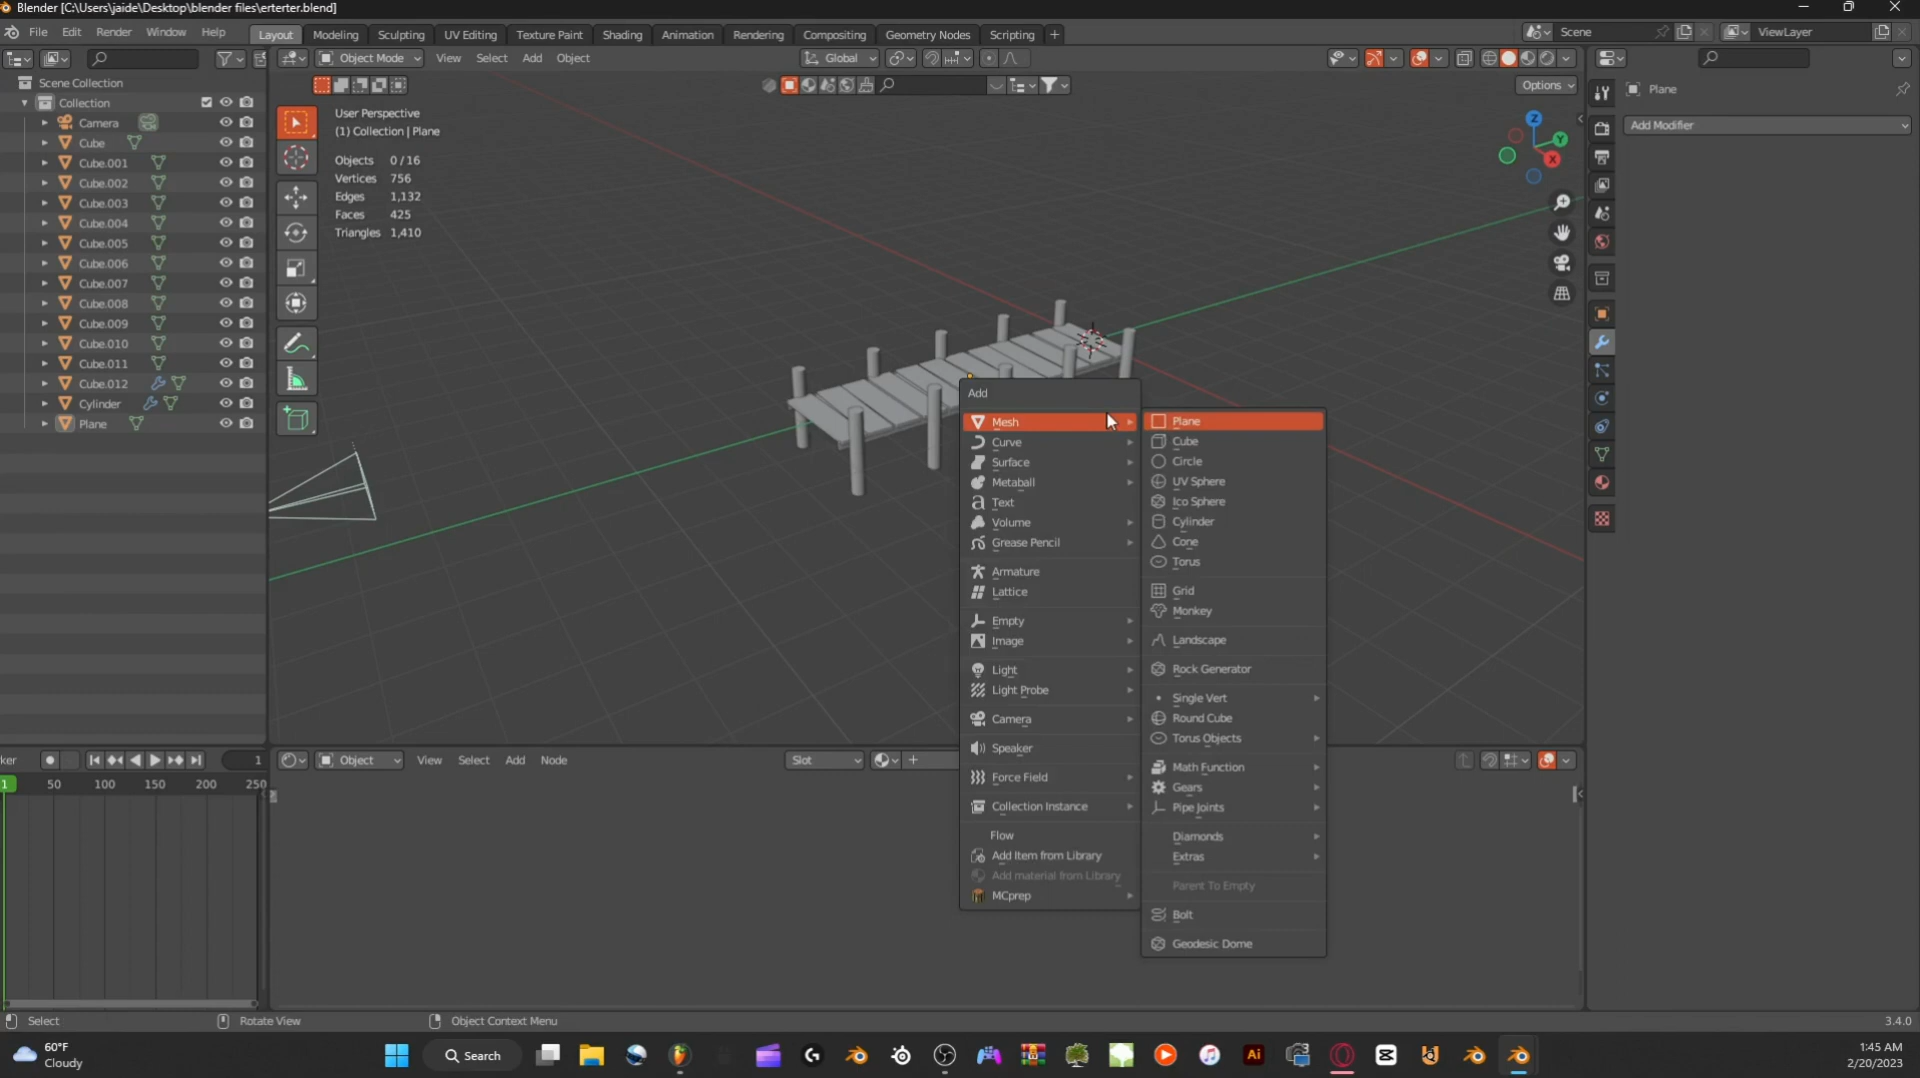 Blender [C:\Users\jaide\Desktop\blender files\erterter.blend]
File Edit Render Window Help Layout Modeling Sculpting UV Editing Texture Paint Shading Animation Rendering Compositing Geometry Nodes Scripting + Scene ViewLayer
Object Mode View Select Add Object Global
Options
Scene Collection
Collection
Camera
Cube
Cube.001
Cube.002
Cube.003
Cube.004
Cube.005
Cube.006
Cube.007
Cube.008
Cube.009
Cube.010
Cube.011
Cube.012
Cylinder
Plane
User Perspective
(1) Collection | Plane
Objects 0/16
Vertices 756
Edges 1,132
Faces 425
Triangles 1,410
Z
Y
X
Plane
Add Modifier
Add
Mesh
Curve
Surface
Metaball
Text
Volume
Grease Pencil
Armature
Lattice
Empty
Image
Light
Light Probe
Camera
Speaker
Force Field
Collection Instance
Flow
Add Item from Library
Add material from Library
MCprep
Plane
Cube
Circle
UV Sphere
Ico Sphere
Cylinder
Cone
Torus
Grid
Monkey
Landscape
Rock Generator
Single Vert
Round Cube
Torus Objects
Math Function
Gears
Pipe Joints
Diamonds
Extras
Parent To Empty
Bolt
Geodesic Dome
ker 1
1 50 100 150 200 250
Object View Select Add Node Slot
Select Rotate View Object Context Menu 3.4.0
60°F
Cloudy
Search
Ai
1:45 AM
2/20/2023